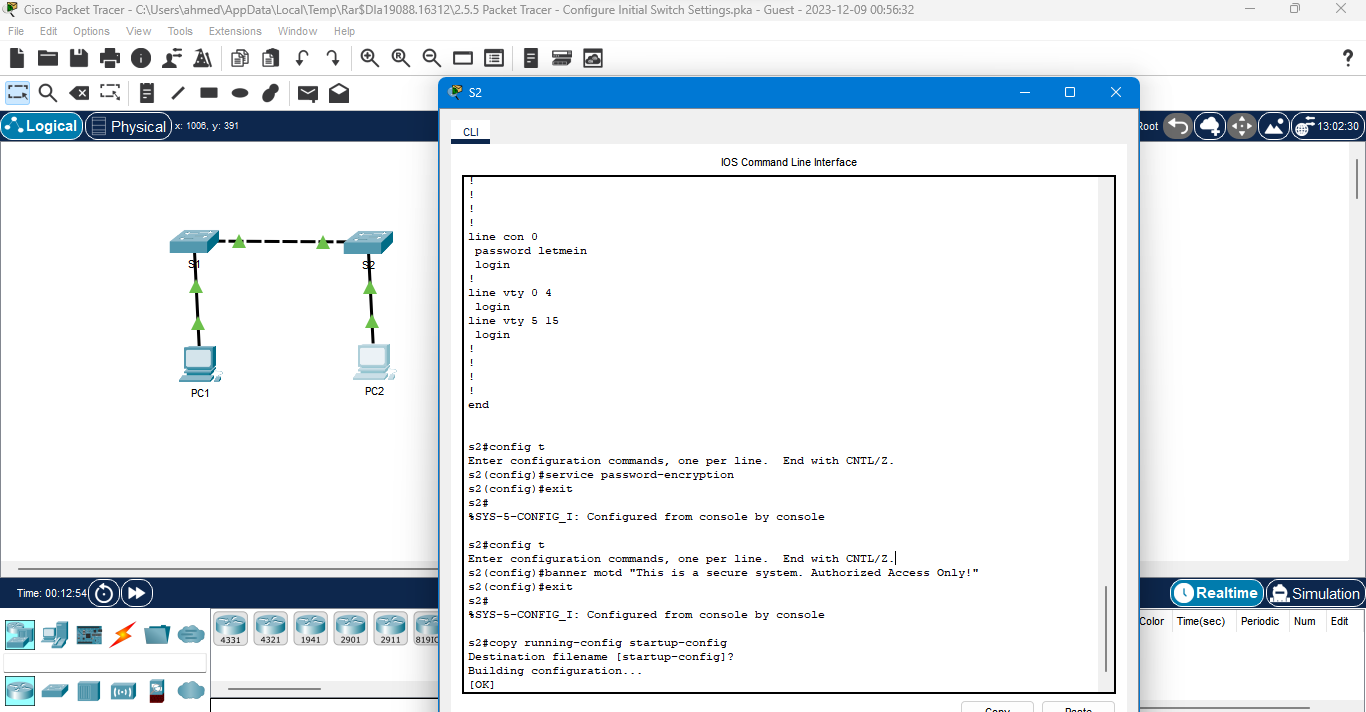 Cisco Packet Tracer - C:\Users\ahmed\AppData\Local\Temp\Rar$DIa19088.16312\2.5.5 Packet Tracer - Configure Initial Switch Settings.pka - Guest - 2023-12-09 00:56:32
File Edit Options View Tools Extensions Window Help
S2
Logical Physical x: 1006, y: 391
Root 13:02:30
CLI
IOS Command Line Interface
!
!
!
!
line con 0
password letmein
login
!
line vty 0 4
login
line vty 5 15
login
!
!
!
!
end
s2#config t
Enter configuration commands, one per line. End with CNTL/Z.
s2(config)#service password-encryption
s2(config)#exit
s2#
%SYS-5-CONFIG_I: Configured from console by console
s2#config t
Enter configuration commands, one per line. End with CNTL/Z.
s2(config)#banner motd "This is a secure system. Authorized Access Only!"
s2(config)#exit
s2#
%SYS-5-CONFIG_I: Configured from console by console
s2#copy running-config startup-config
Destination filename [startup-config]?
Building configuration...
[OK]
Copy Paste
S1 S2
PC1 PC2
Time: 00:12:54
Realtime Simulation
4331 4321 1941 2901 2911 819IO
Color Time(sec) Periodic Num Edit